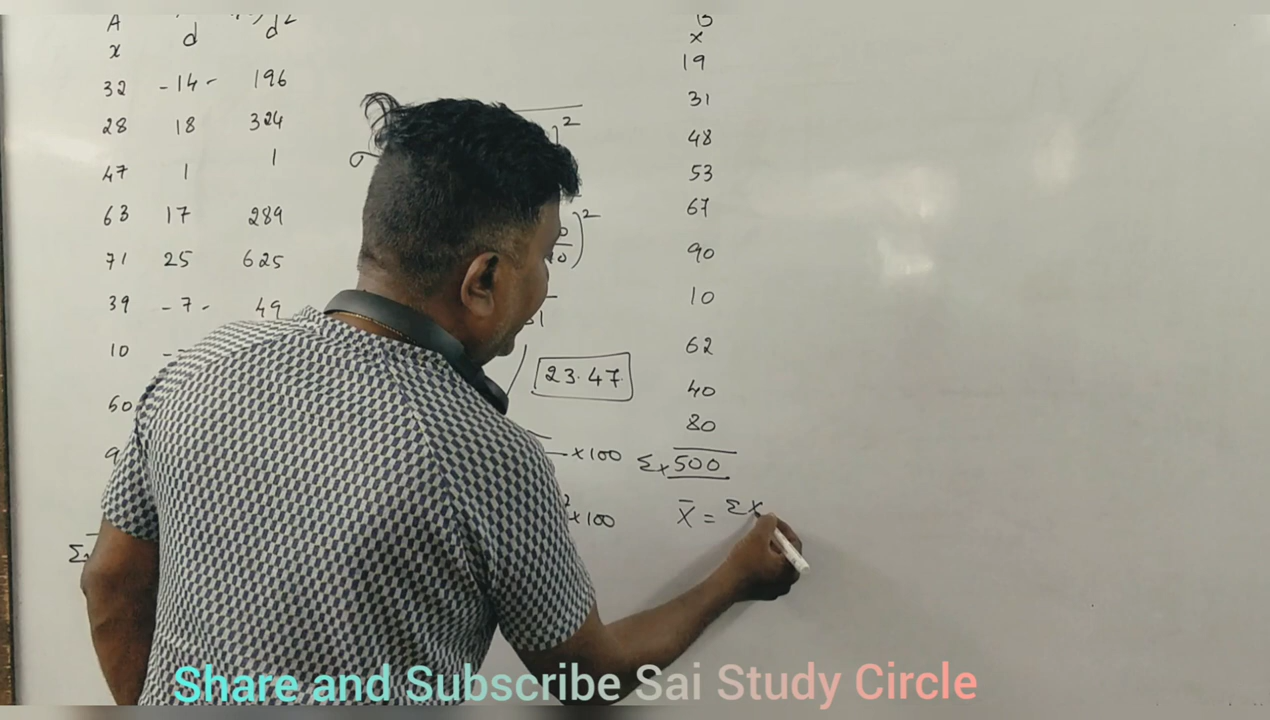 A B
x d d² x
32 - 14 - 196 19
28 18 324 31
47 1 1 48
63 17 289 53
71 25 625 67
39 - 7 - 49 90
10 10
60 62
23.47 40
80
× 100 Σx 500
× 100 X̄ = Σx
Share and Subscribe Sai Study Circle